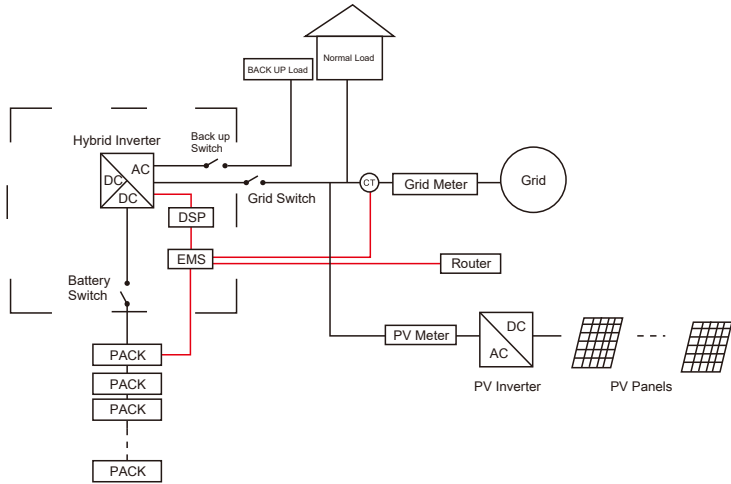 Normal Load
BACK UP Load
Back up
Switch
Hybrid Inverter
AC
DC
DC
Grid Switch
CT
Grid Meter
Grid
DSP
EMS
Router
Battery
Switch
PV Meter
DC
AC
PACK
PACK
PACK
PACK
PV Inverter
PV Panels